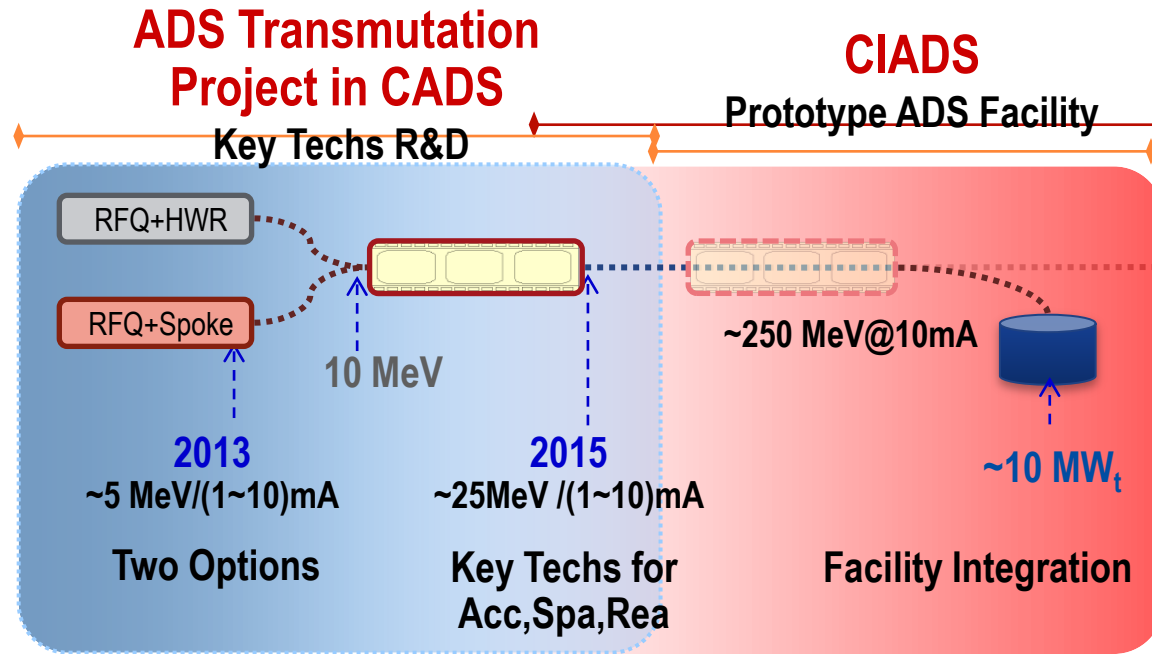 ADS Transmutation
Project in CADS
Key Techs R&D
CIADS
Prototype ADS Facility
RFQ+HWR
RFQ+Spoke
10 MeV
2013
~5 MeV/(1~10)mA
Two Options
2015
~25MeV /(1~10)mA
Key Techs for
Acc,Spa,Rea
~250 MeV@10mA
~10 MWt
Facility Integration